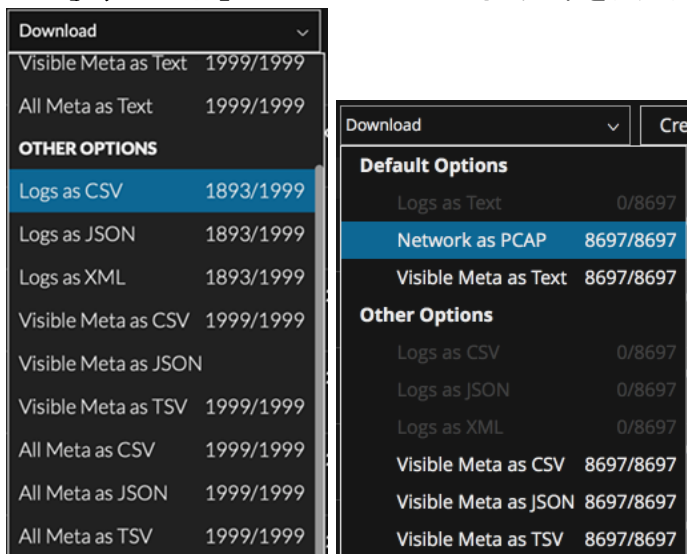 Download
Visible Meta as Text 1999/1999
All Meta as Text 1999/1999
OTHER OPTIONS
Logs as CSV 1893/1999
Logs as JSON 1893/1999
Logs as XML 1893/1999
Visible Meta as CSV 1999/1999
Visible Meta as JSON
Visible Meta as TSV 1999/1999
All Meta as CSV 1999/1999
All Meta as JSON 1999/1999
All Meta as TSV 1999/1999
Download
Cre
Default Options
Logs as Text 0/8697
Network as PCAP 8697/8697
Visible Meta as Text 8697/8697
Other Options
Logs as CSV 0/8697
Logs as JSON 0/8697
Logs as XML 0/8697
Visible Meta as CSV 8697/8697
Visible Meta as JSON 8697/8697
Visible Meta as TSV 8697/8697